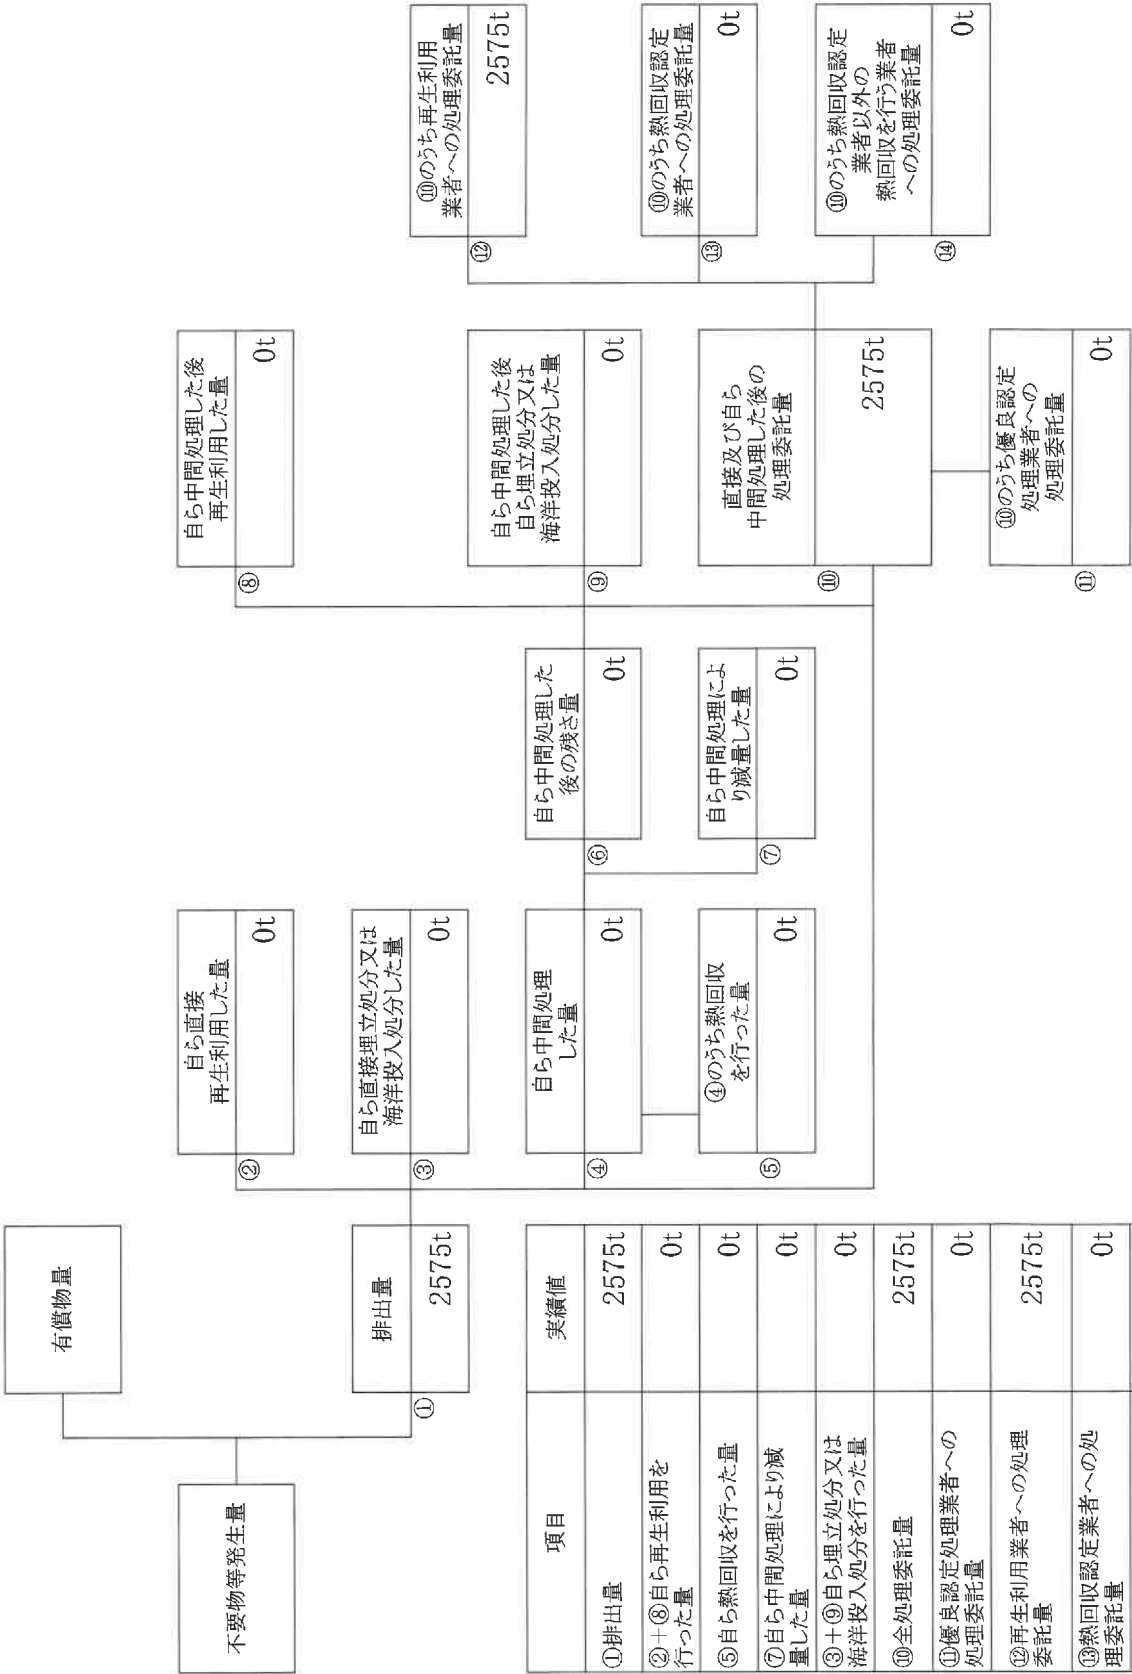 不要物等発生量
有償物量
①
排出量
2575t
②
自ら直接
再生利用した量
0t
③
自ら直接埋立処分又は
海洋投入処分した量
0t
④
自ら中間処理
した量
0t
⑤
④のうち熱回収
を行った量
0t
⑥
自ら中間処理した
後の残さ量
0t
⑦
自ら中間処理によ
り減量した量
0t
⑧
自ら中間処理した後
再生利用した量
0t
⑨
自ら中間処理した後
自ら埋立処分又は
海洋投入処分した量
0t
⑩
直接及び自ら
中間処理した後の
処理委託量
2575t
⑪
⑩のうち優良認定
処理業者への
処理委託量
0t
⑫
⑩のうち再生利用
業者への処理委託量
2575t
⑬
⑩のうち熱回収認定
業者への処理委託量
0t
⑭
⑩のうち熱回収認定
業者以外の
熱回収を行う業者
への処理委託量
0t
項目
実績値
①排出量
2575t
②+⑧自ら再生利用を
行った量
0t
⑤自ら熱回収を行った量
0t
⑦自ら中間処理により減
量した量
0t
③+⑨自ら埋立処分又は
海洋投入処分を行った量
0t
⑩全処理委託量
2575t
⑪優良認定処理業者への
処理委託量
0t
⑫再生利用業者への処理
委託量
2575t
⑬熱回収認定業者への処
理委託量
0t